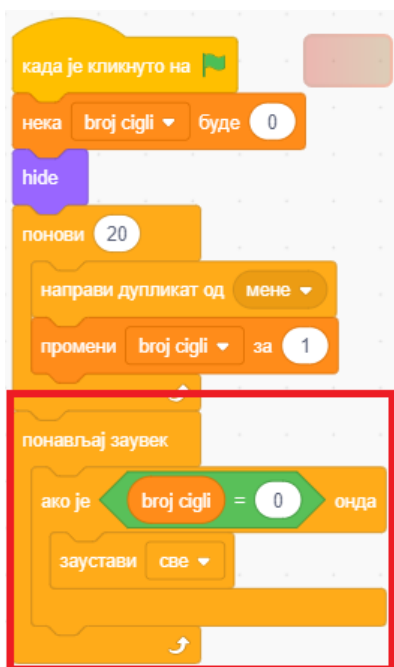 када је кликнуто на
нека broj cigli буде 0
hide
понови 20
направи дупликат од мене
промени broj cigli за 1
понављај заувек
ако је broj cigli = 0 онда
заустави све